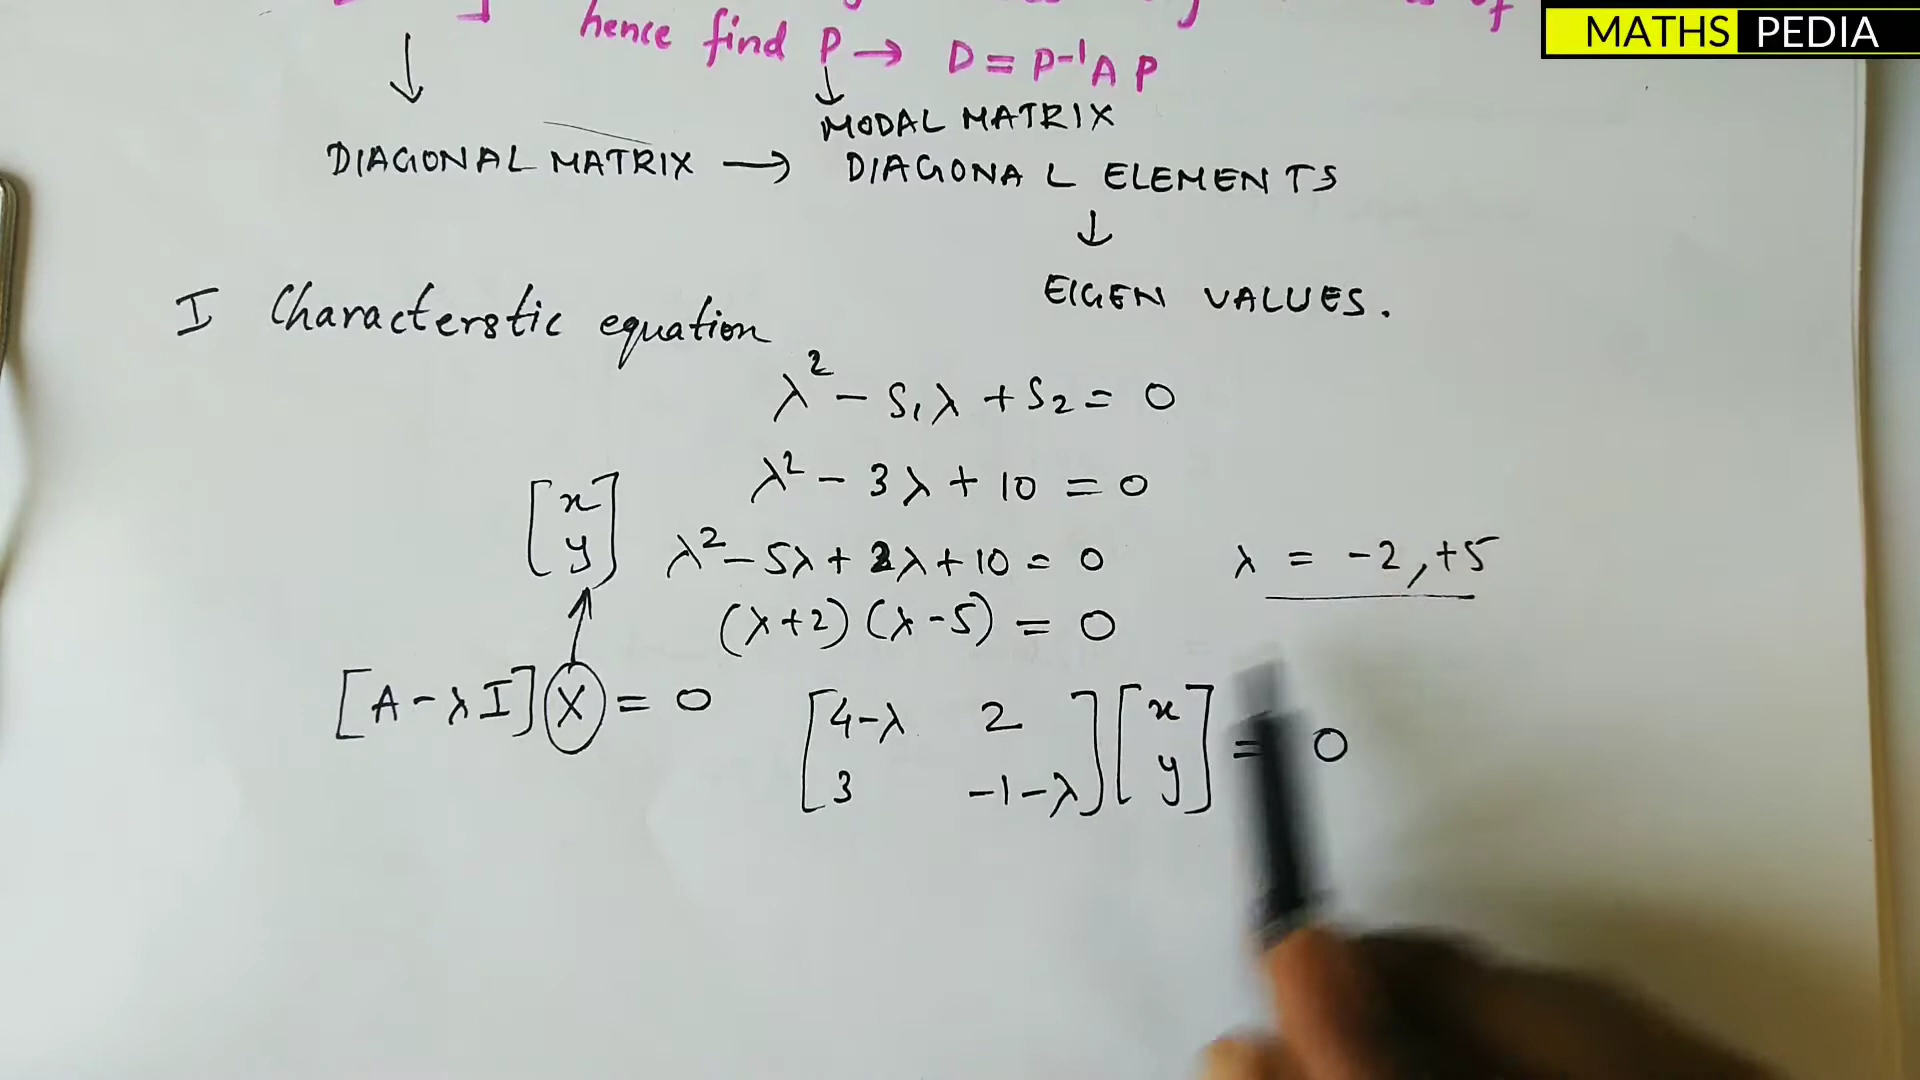 MATHS PEDIA
hence find P → D = P⁻¹A P
MODAL MATRIX
DIAGONAL MATRIX → DIAGONAL ELEMENTS
↓
EIGEN VALUES.
I Characterstic equation
λ² - S₁λ + S₂ = 0
λ² - 3λ + 10 = 0
[x
y]
λ² - 5λ + 2λ + 10 = 0
λ = -2, +5
(λ+2) (λ-5) = 0
[A - λI] X = 0
[4-λ 2
3 -1-λ] [x
y] = 0